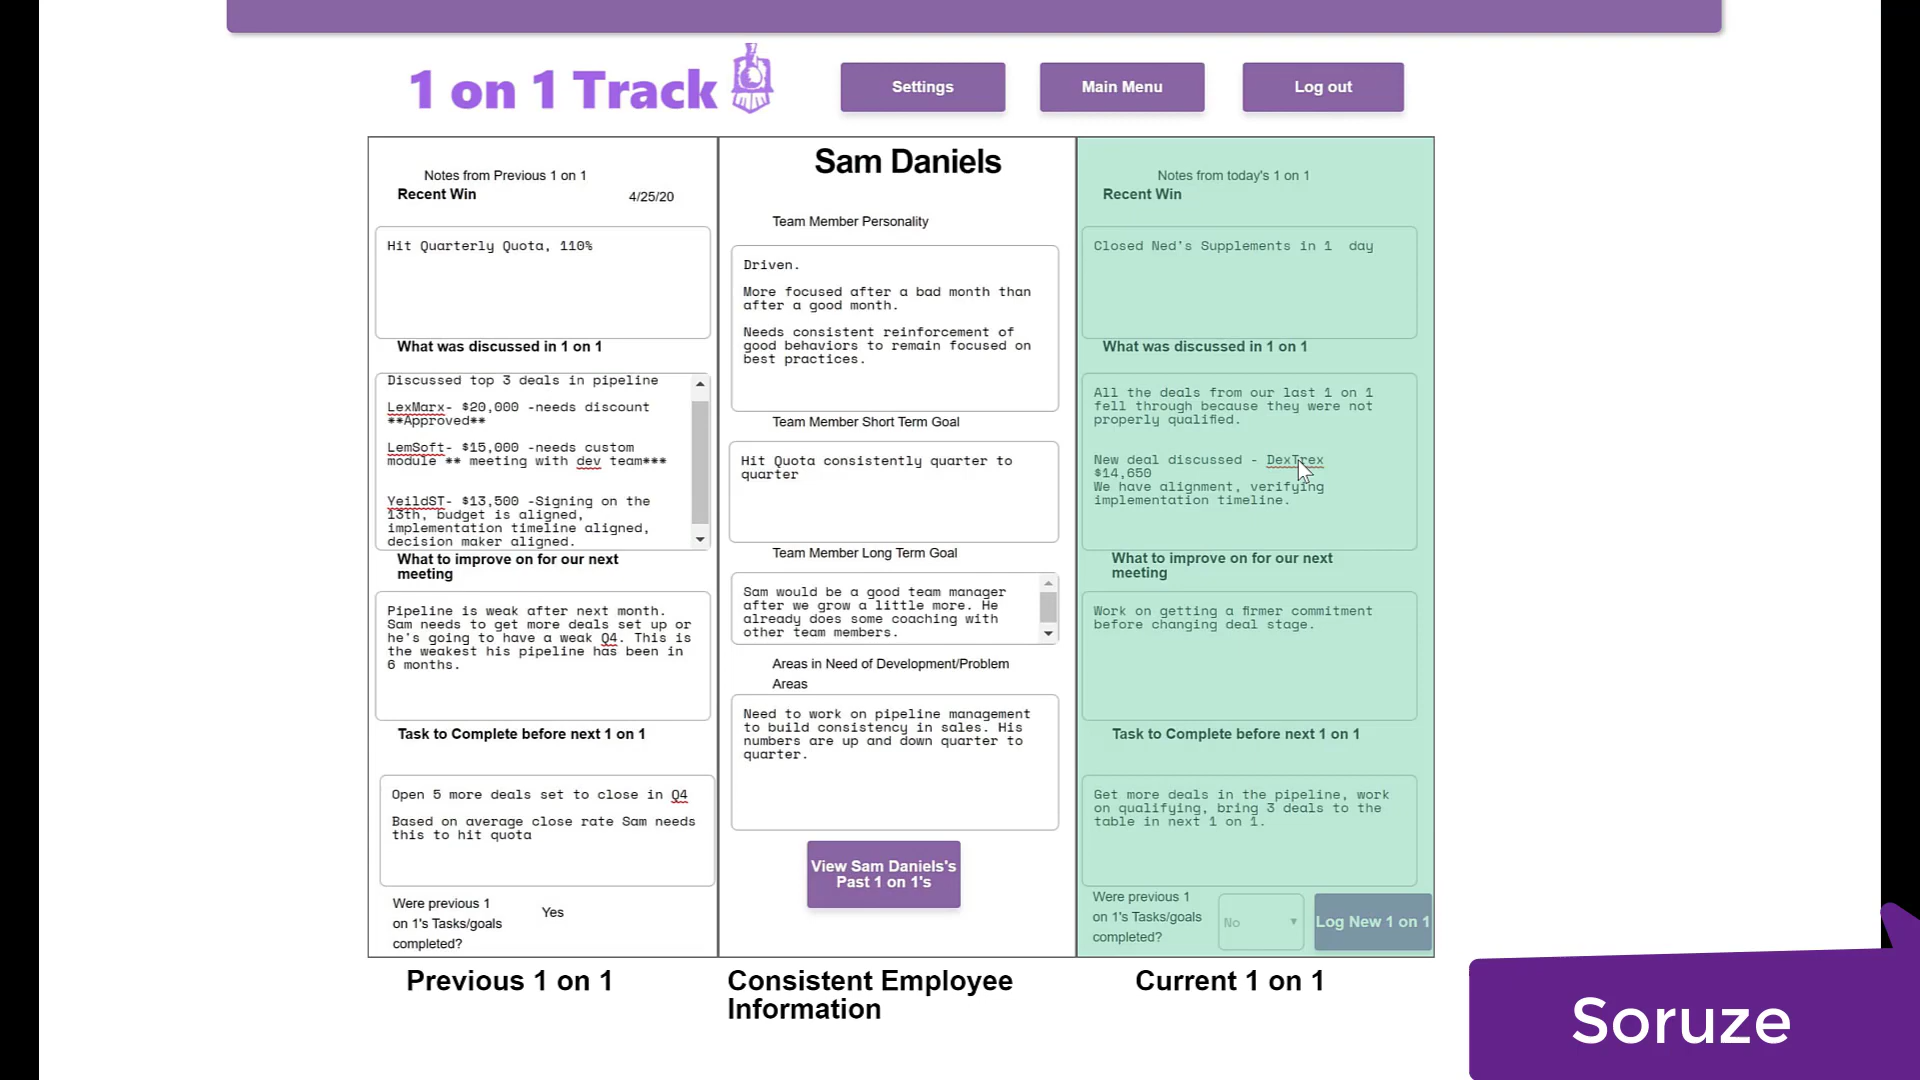 1 on 1 Track
Settings
Main Menu
Log out
Notes from Previous 1 on 1
Recent Win
4/25/20
Hit Quarterly Quota, 110%
What was discussed in 1 on 1
Discussed top 3 deals in pipeline
LexMarx- $20,000 -needs discount
**Approved**
LemSoft- $15,000 -needs custom
module ** meeting with dev team***
YeildST- $13,500 -Signing on the
13th, budget is aligned,
implementation timeline aligned,
decision maker aligned.
What to improve on for our next
meeting
Pipeline is weak after next month.
Sam needs to get more deals set up or
he's going to have a weak Q4. This is
the weakest his pipeline has been in
6 months.
Task to Complete before next 1 on 1
Open 5 more deals set to close in Q4
Based on average close rate Sam needs
this to hit quota
Were previous 1
on 1's Tasks/goals
completed?
Yes
Previous 1 on 1
Sam Daniels
Team Member Personality
Driven.
More focused after a bad month than
after a good month.
Needs consistent reinforcement of
good behaviors to remain focused on
best practices.
Team Member Short Term Goal
Hit Quota consistently quarter to
quarter
Team Member Long Term Goal
Sam would be a good team manager
after we grow a little more. He
already does some coaching with
other team members.
Areas in Need of Development/Problem
Areas
Need to work on pipeline management
to build consistency in sales. His
numbers are up and down quarter to
quarter.
View Sam Daniels's
Past 1 on 1's
Consistent Employee
Information
Notes from today's 1 on 1
Recent Win
Closed Ned's Supplements in 1 day
What was discussed in 1 on 1
All the deals from our last 1 on 1
fell through because they were not
properly qualified.
New deal discussed - DexTrex
$14,650
We have alignment, verifying
implementation timeline.
What to improve on for our next
meeting
Work on getting a firmer commitment
before changing deal stage.
Task to Complete before next 1 on 1
Get more deals in the pipeline, work
on qualifying, bring 3 deals to the
table in next 1 on 1.
Were previous 1
on 1's Tasks/goals
completed?
No
Log New 1 on 1
Current 1 on 1
Soruze